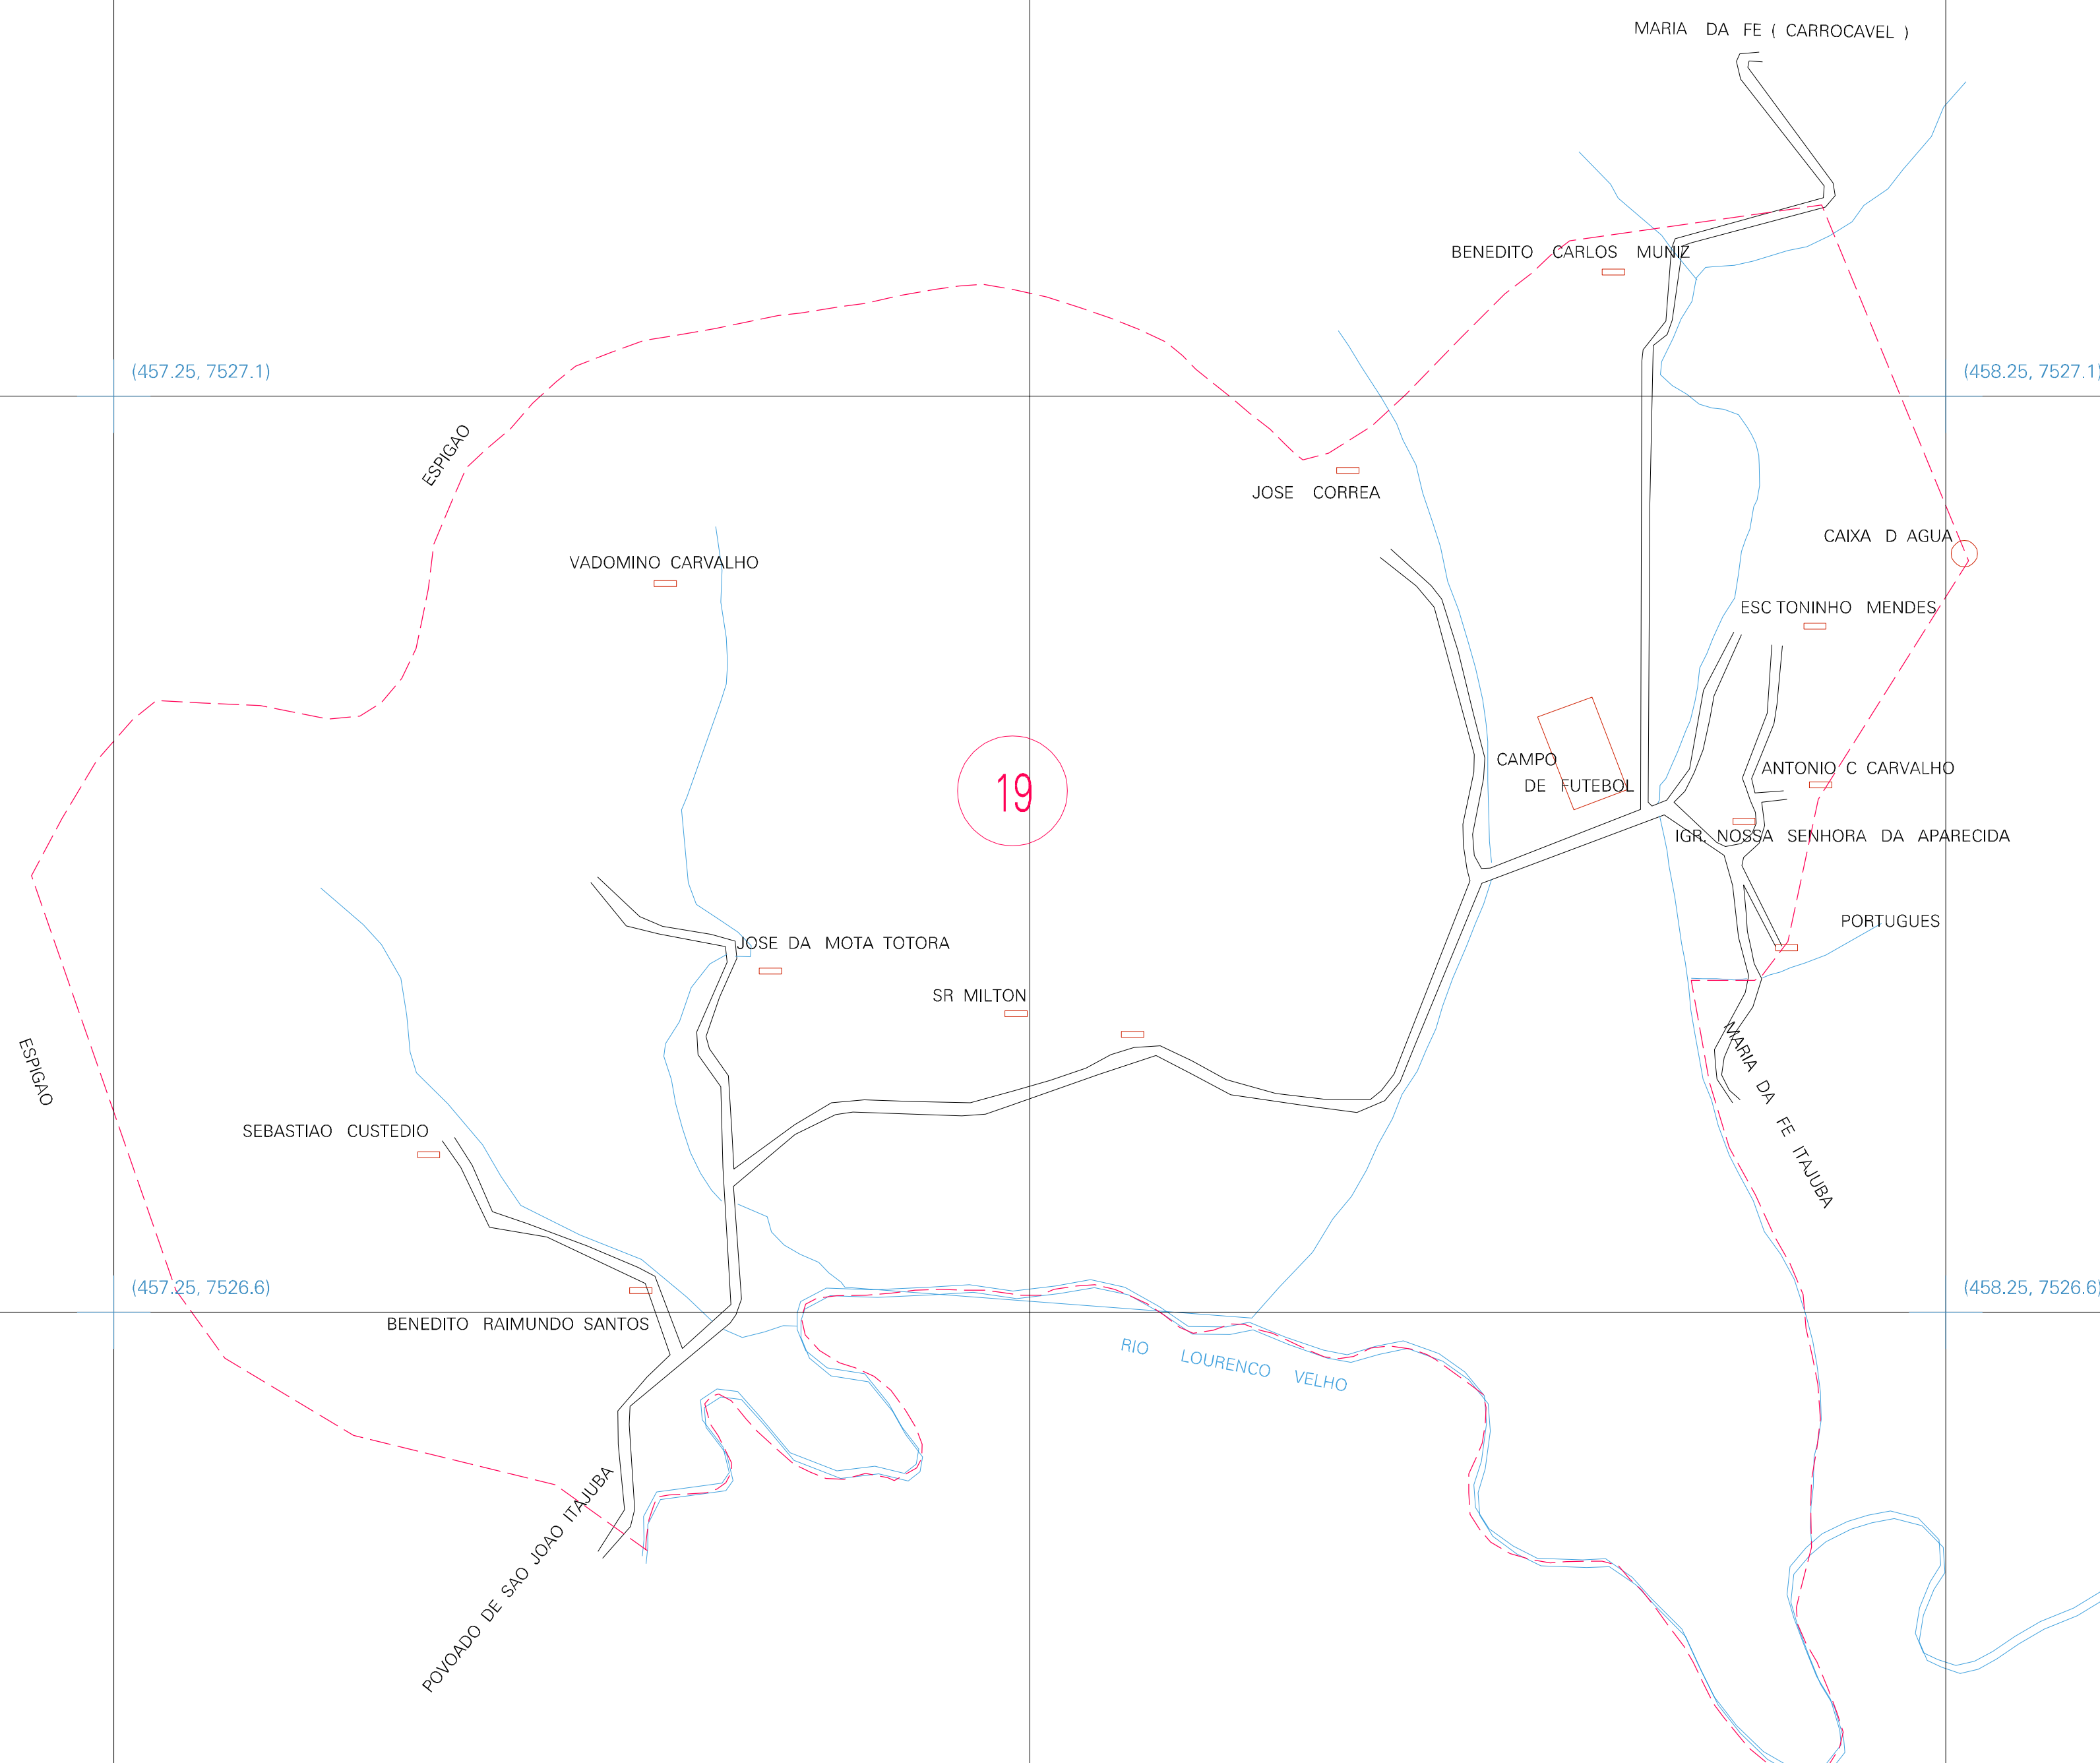 MARIA DA FE ( CARROCAVEL )
BENEDITO CARLOS MUNIZ
(457.25, 7527.1)
(458.25, 7527.1)
ESPIGAO
JOSE CORREA
CAIXA D AGUA
VADOMINO CARVALHO
ESC TONINHO MENDES
CAMPO
DE FUTEBOL
ANTONIO C CARVALHO
19
IGR. NOSSA SENHORA DA APARECIDA
PORTUGUES
JOSE DA MOTA TOTORA
SR MILTON
ESPIGAO
MARIA DA FE ITAJUBA
SEBASTIAO CUSTEDIO
(457.25, 7526.6)
(458.25, 7526.6)
BENEDITO RAIMUNDO SANTOS
RIO LOURENCO VELHO
POVOADO DE SAO JOAO ITAJUBA